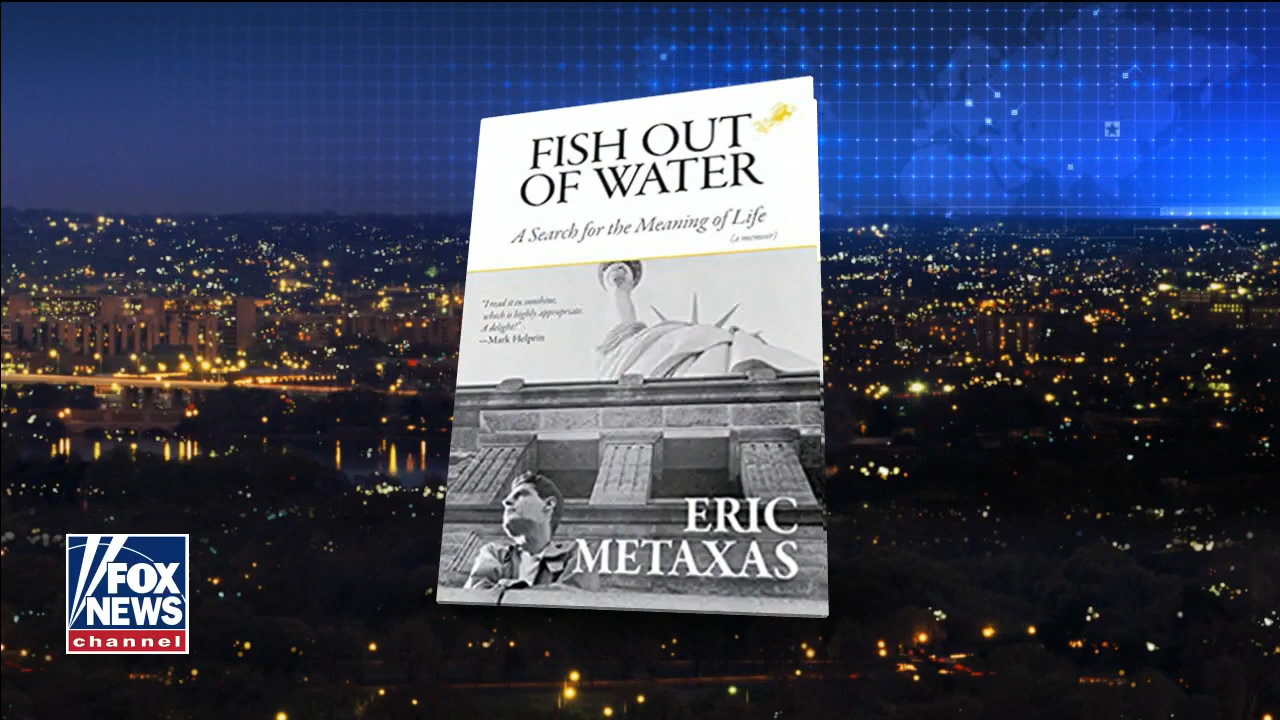 FISH OUT
OF WATER
A Search for the Meaning of Life
(a memoir)
"I read it in sunshine,
which is highly appropriate.
A delight!"
—Mark Helprin
ERIC
METAXAS
FOX
NEWS
channel